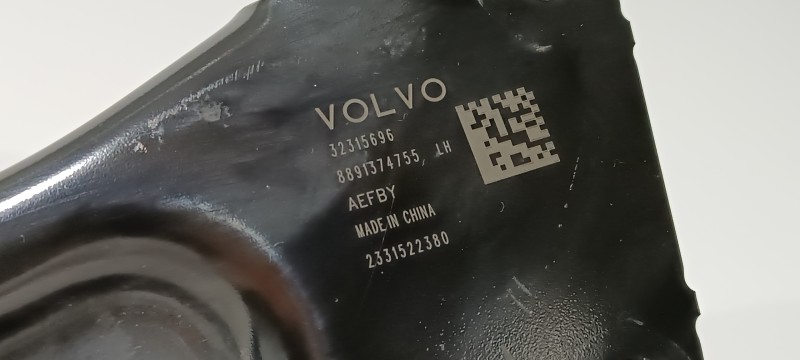 VOLVO
32315696
8891374755, LH
AEFBY
MADE IN CHINA
2331522380